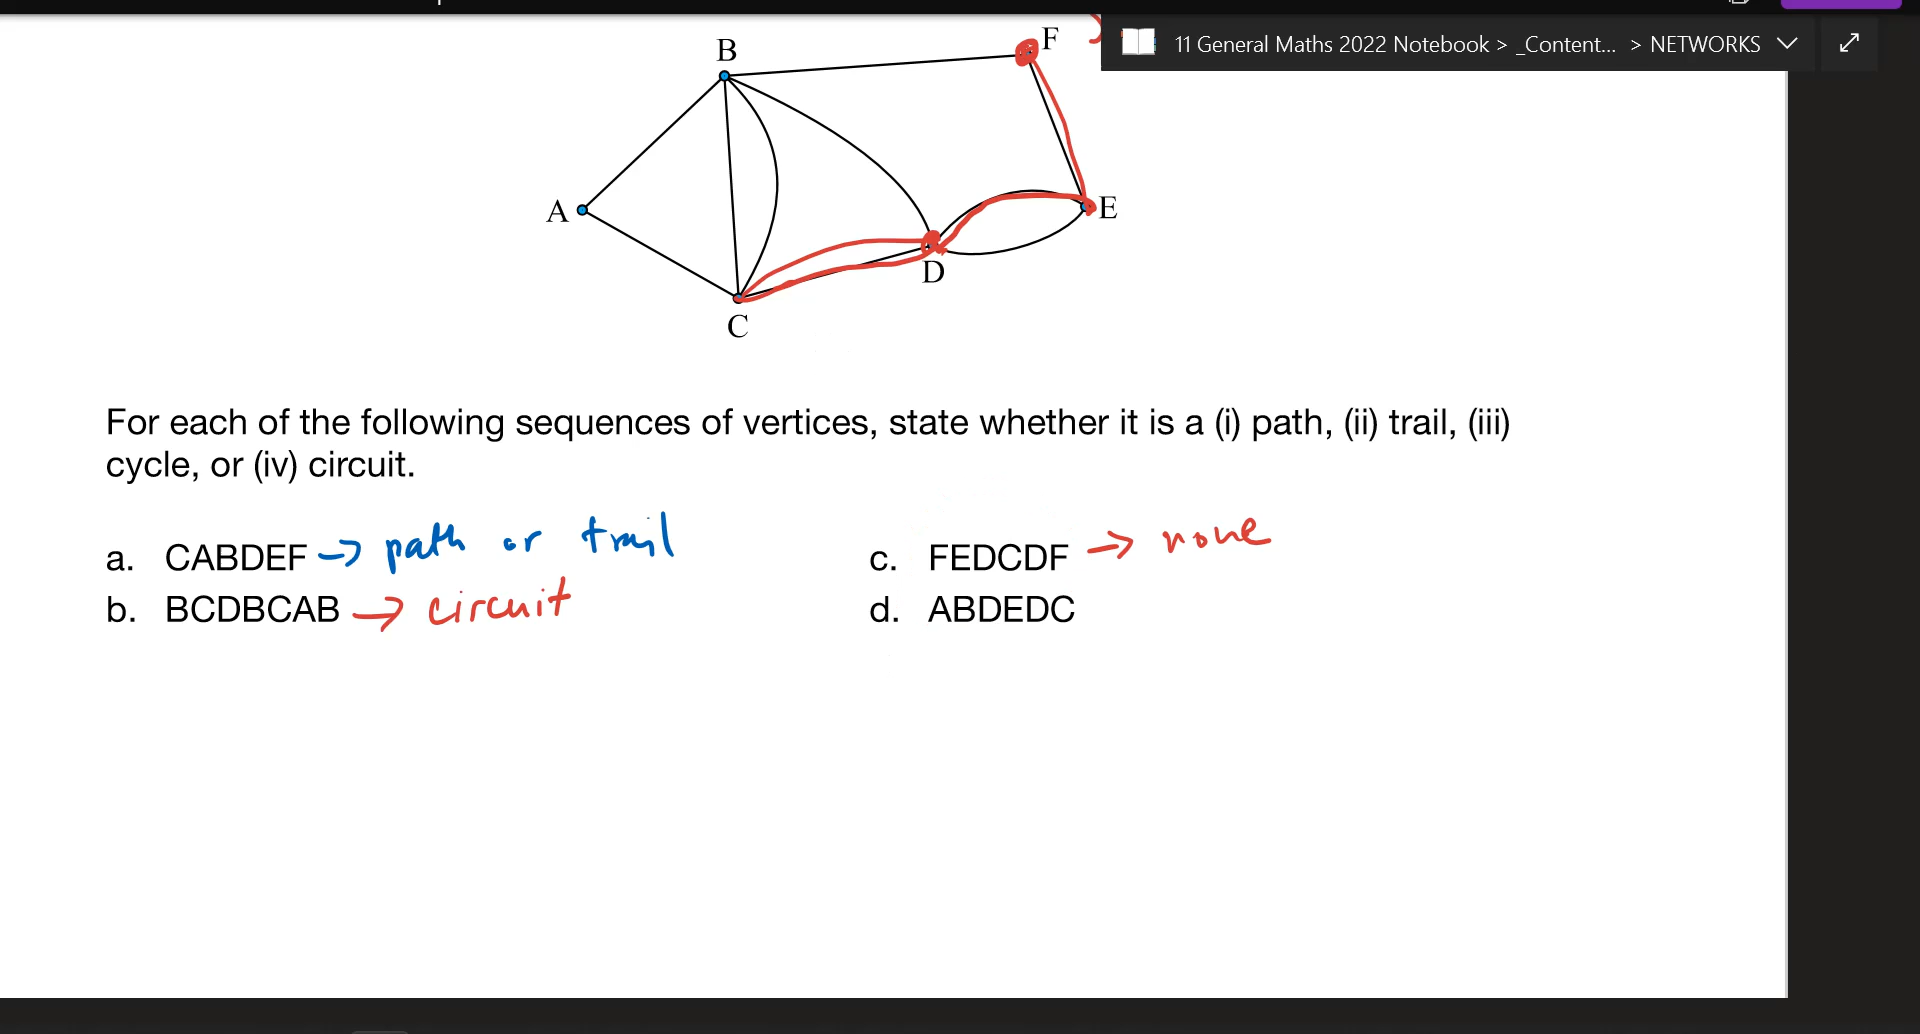 B
F
11 General Maths 2022 Notebook > _Content... > NETWORKS
A
E
D
C
For each of the following sequences of vertices, state whether it is a (i) path, (ii) trail, (iii)
cycle, or (iv) circuit.
a. CABDEF → path or trail
b. BCDBCAB → circuit
c. FEDCDF → none
d. ABDEDC